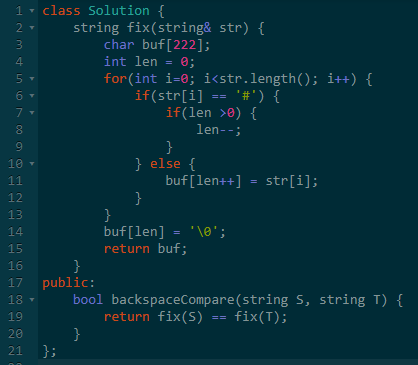 1 class Solution {
2     string fix(string& str) {
3         char buf[222];
4         int len = 0;
5         for(int i=0; i<str.length(); i++) {
6             if(str[i] == '#') {
7                 if(len >0) {
8                     len--;
9                 }
10             } else {
11                 buf[len++] = str[i];
12             }
13         }
14         buf[len] = '\0';
15         return buf;
16     }
17 public:
18     bool backspaceCompare(string S, string T) {
19         return fix(S) == fix(T);
20     }
21 };